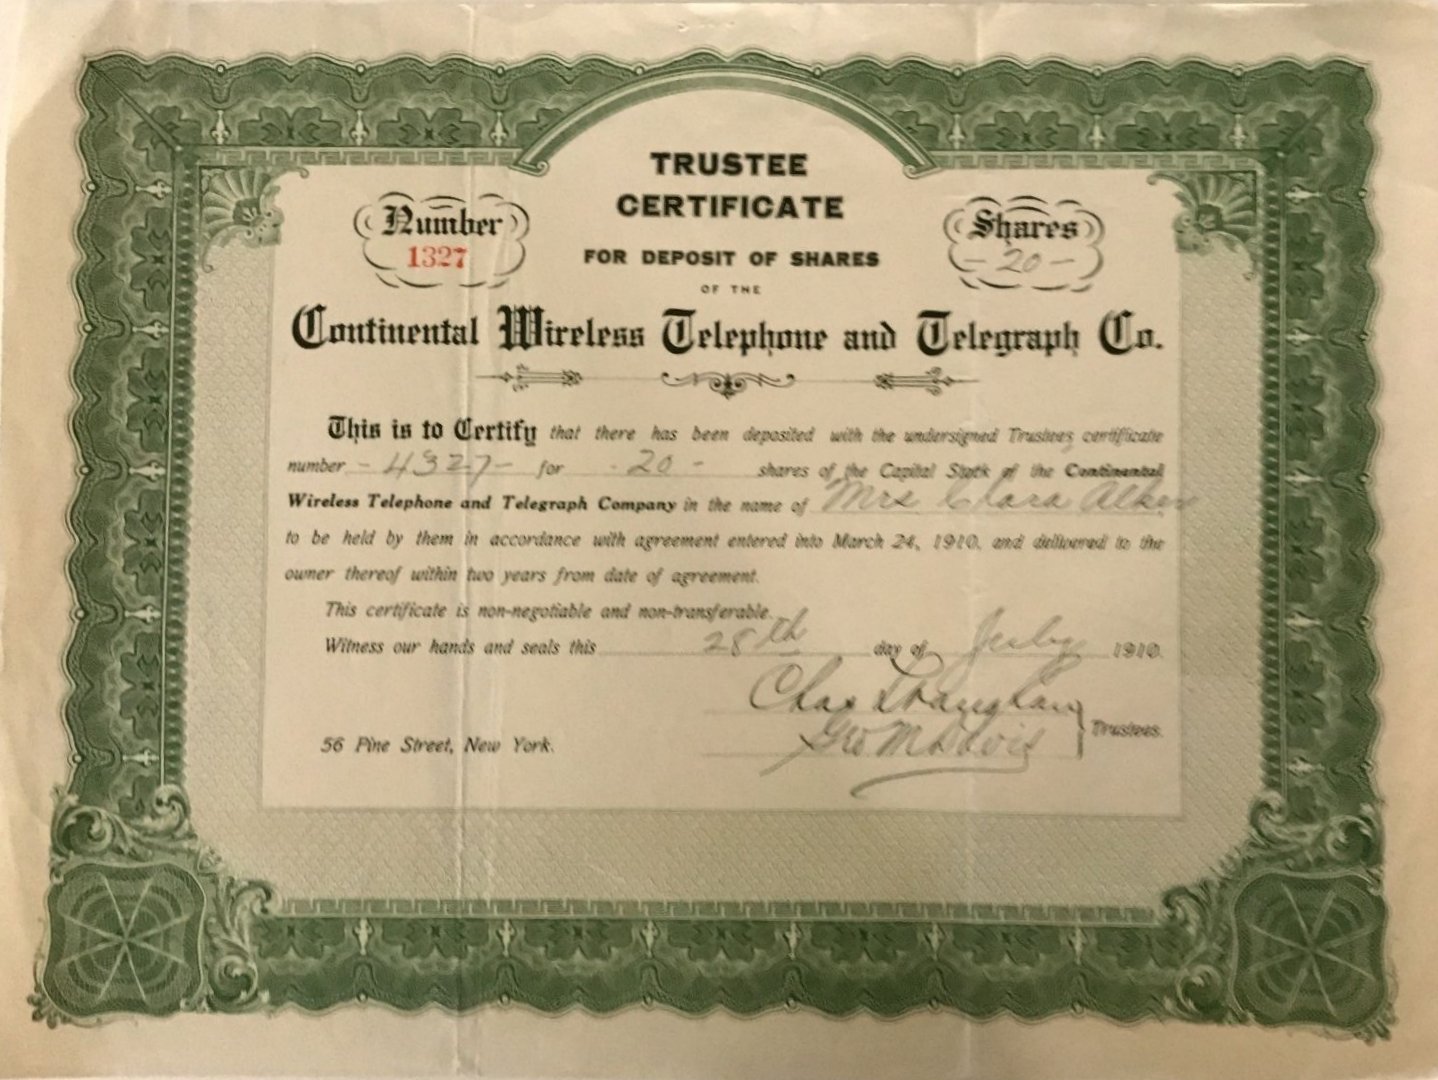 TRUSTEE
CERTIFICATE
Number
1327
Shares
- 20 -
FOR DEPOSIT OF SHARES
OF THE
Continental Wireless Telephone and Telegraph Co.
This is to Certify that there has been deposited with the undersigned Trustees certificate
number - 4327 - for - 20 - shares of the Capital Stock of the Continental
Wireless Telephone and Telegraph Company in the name of Mrs Clara
to be held by them in accordance with agreement entered into March 24, 1910, and delivered to the
owner thereof within two years from date of agreement.
This certificate is non-negotiable and non-transferable.
Witness our hands and seals this 28th day of July 1910.
Chas
Geo M Davis
Trustees.
56 Pine Street, New York.